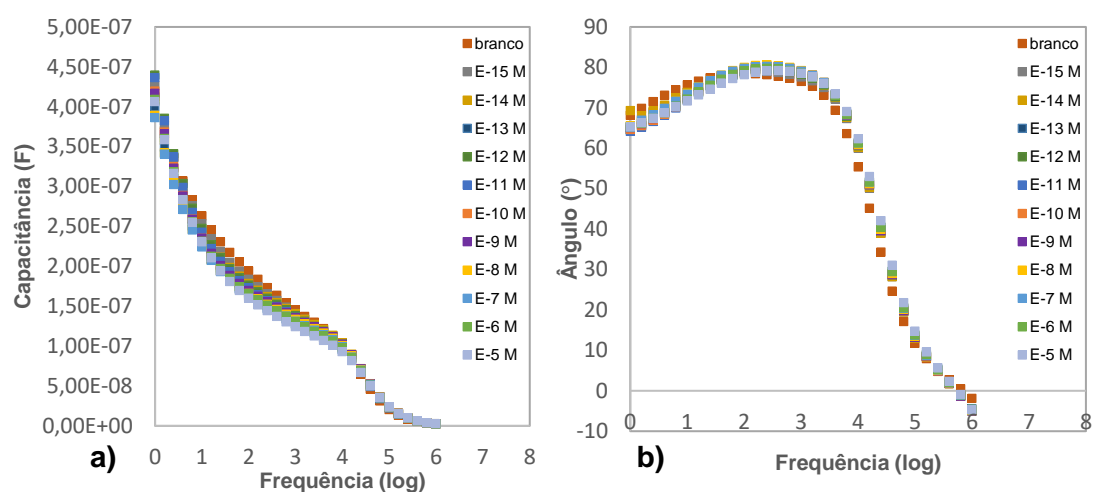 Capacitância (F)
5,00E-07
4,50E-07
4,00E-07
3,50E-07
3,00E-07
2,50E-07
2,00E-07
1,50E-07
1,00E-07
5,00E-08
0,00E+00
0 1 2 3 4 5 6 7 8
Frequência (log)
a)
branco
E-15 M
E-14 M
E-13 M
E-12 M
E-11 M
E-10 M
E-9 M
E-8 M
E-7 M
E-6 M
E-5 M
Ângulo (°)
90
80
70
60
50
40
30
20
10
0
-10
0 1 2 3 4 5 6 7 8
Frequência (log)
b)
branco
E-15 M
E-14 M
E-13 M
E-12 M
E-11 M
E-10 M
E-9 M
E-8 M
E-7 M
E-6 M
E-5 M